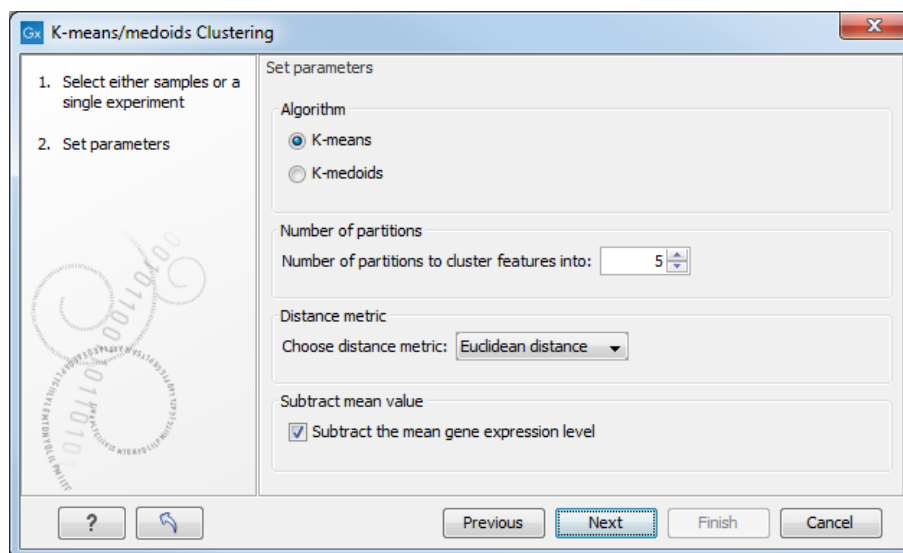 Gx K-means/medoids Clustering
1. Select either samples or a
single experiment
2. Set parameters
Set parameters
Algorithm
K-means
K-medoids
Number of partitions
Number of partitions to cluster features into: 5
Distance metric
Choose distance metric: Euclidean distance
Subtract mean value
Subtract the mean gene expression level
? Previous Next Finish Cancel